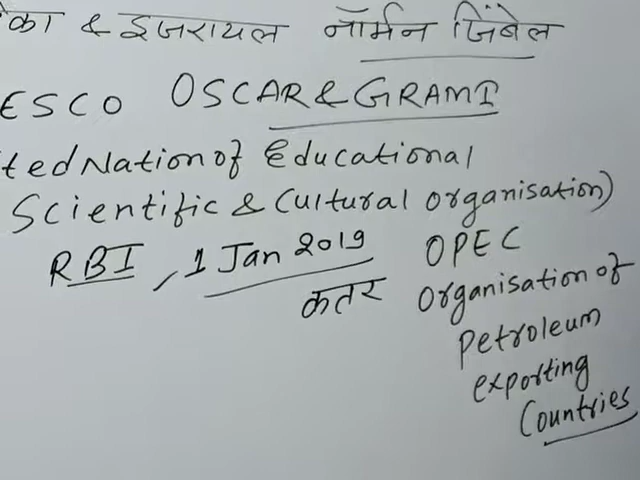 का & इजरायल नॉर्मन जिंबेल
ESCO OSCAR & GRAMI
ted Nation of Educational
Scientific & Cultural Organisation)
RBI, 1 Jan 2019 OPEC
कतर Organisation of
Petroleum
exporting
Countries